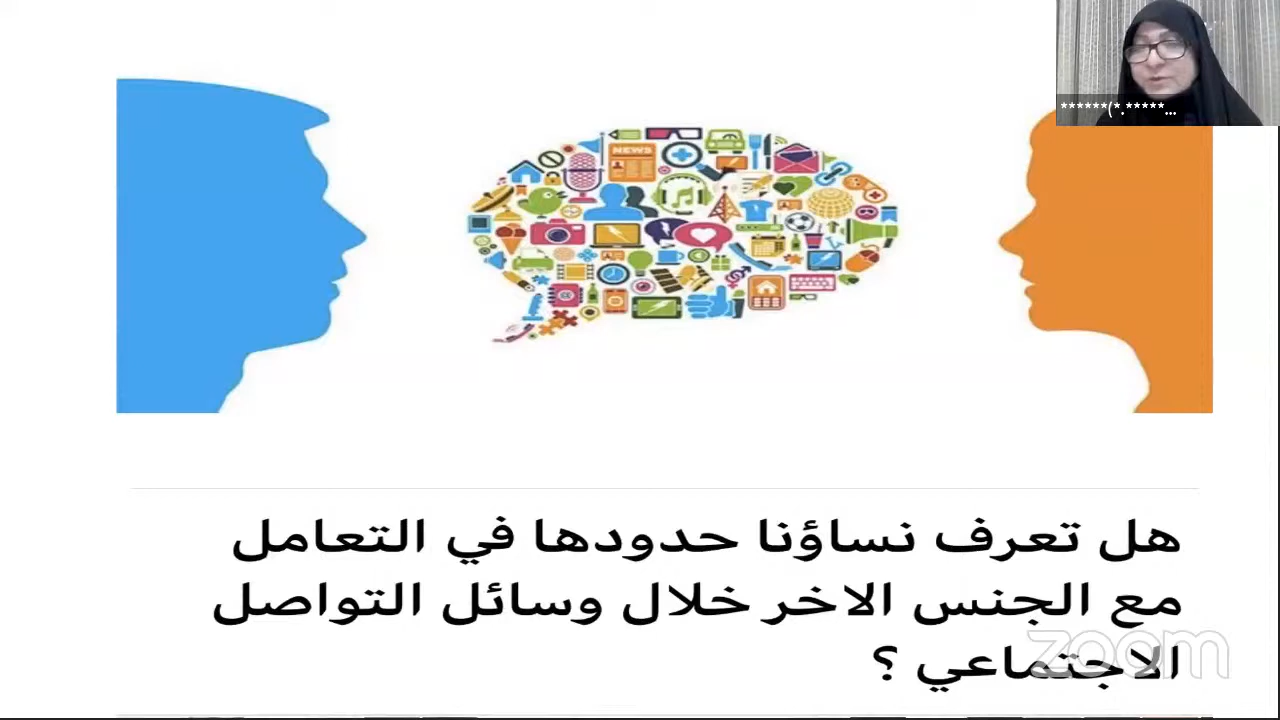 ******(*.*****...
NEWS
هل تعرف نساؤنا حدودها في التعامل
مع الجنس الاخر خلال وسائل التواصل
الاجتماعي ؟
zoom